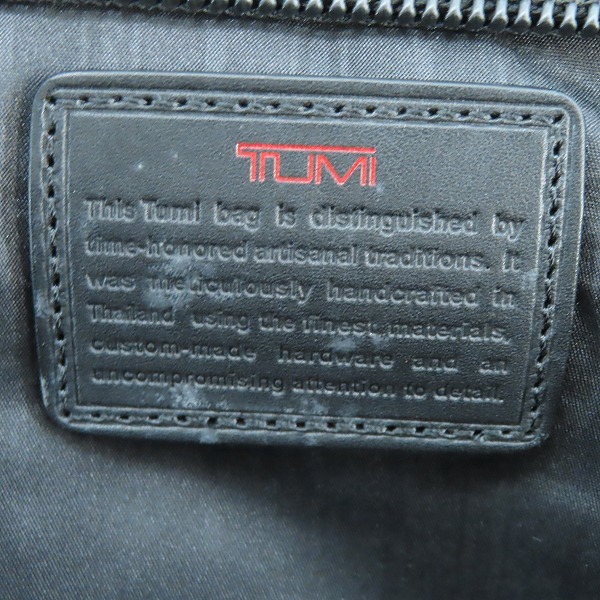 TUMI
This Tumi bag is distinguished by
time-honored artisanal traditions. It
was meticulously handcrafted in
Thailand using the finest materials,
custom-made hardware and an
uncompromising attention to detail.